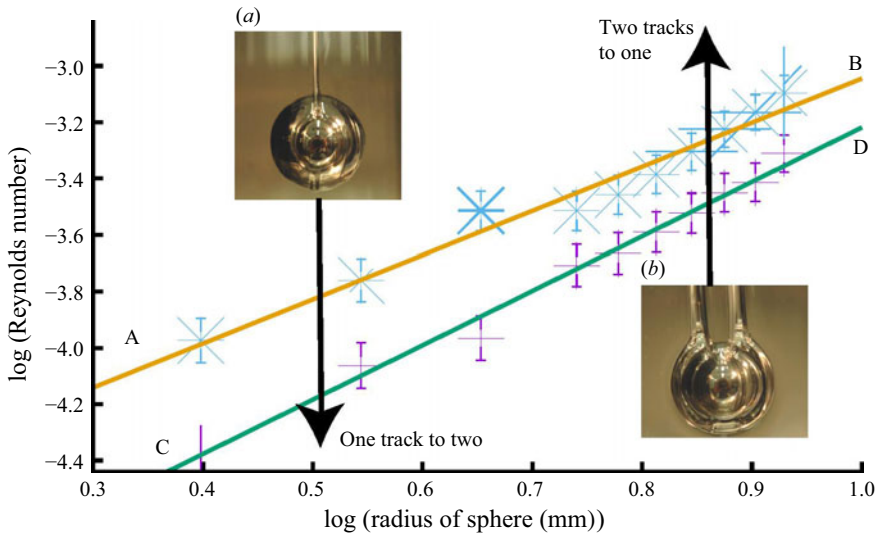 (a)
Two tracks
to one
B
D
−3.0
−3.2
−3.4
−3.6
−3.8
−4.0
−4.2
−4.4
log (Reynolds number)
A
C
(b)
One track to two
0.3 0.4 0.5 0.6 0.7 0.8 0.9 1.0
log (radius of sphere (mm))